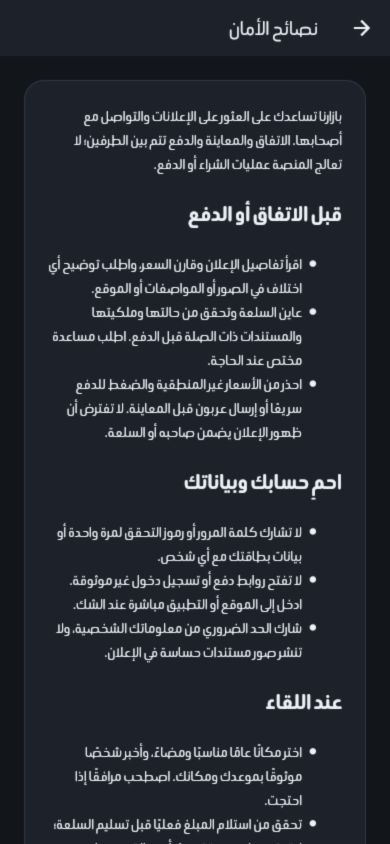 نصائح الأمان
بازارنا تساعدك على العثور على الإعلانات والتواصل مع
أصحابها. الاتفاق والمعاينة والدفع تتم بين الطرفين؛ لا
تعالج المنصة عمليات الشراء أو الدفع.
قبل الاتفاق أو الدفع
• اقرأ تفاصيل الإعلان وقارن السعر، واطلب توضيح أي
اختلاف في الصور أو المواصفات أو الموقع.
• عاين السلعة وتحقق من حالتها وملكيتها
والمستندات ذات الصلة قبل الدفع. اطلب مساعدة
مختص عند الحاجة.
• احذر من الأسعار غير المنطقية والضغط للدفع
سريعًا أو إرسال عربون قبل المعاينة. لا تفترض أن
ظهور الإعلان يضمن صاحبه أو السلعة.
احمِ حسابك وبياناتك
• لا تشارك كلمة المرور أو رموز التحقق لمرة واحدة أو
بيانات بطاقتك مع أي شخص.
• لا تفتح روابط دفع أو تسجيل دخول غير موثوقة.
ادخل إلى الموقع أو التطبيق مباشرة عند الشك.
• شارك الحد الضروري من معلوماتك الشخصية، ولا
تنشر صور مستندات حساسة في الإعلان.
عند اللقاء
• اختر مكانًا عامًا مناسبًا ومضاءً، وأخبر شخصًا
موثوقًا بموعدك ومكانك. اصطحب مرافقًا إذا
احتجت.
• تحقق من استلام المبلغ فعليًا قبل تسليم السلعة؛